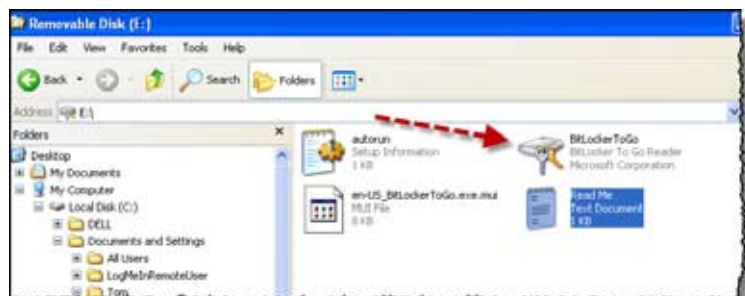 Removable Disk (E:)
File Edit View Favorites Tools Help
Back Search Folders
Address E:\
Folders
Desktop
My Documents
My Computer
Local Disk (C:)
DELL
Documents and Settings
All Users
LogMeInRemoteUser
Tom
autorun
Setup Information
1 KB
BitLockerToGo
BitLocker To Go Reader
Microsoft Corporation
en-US_BitLockerToGo.exe.mui
MUI File
8 KB
Read Me
Text Document
1 KB